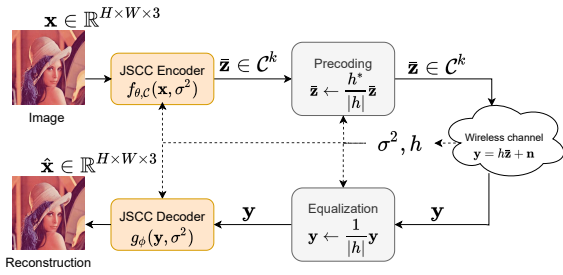 𝐱 ∈ ℝ^{H×W×3}
Image
JSCC Encoder
f_{θ,𝒞}(𝐱, σ²)
𝐳̄ ∈ 𝒞^k
Precoding
𝐳̄ ← h*/|h| 𝐳̄
𝐳̄ ∈ 𝒞^k
Wireless channel
𝐲 = h𝐳̄ + 𝐧
σ², h
𝐱̂ ∈ ℝ^{H×W×3}
Reconstruction
JSCC Decoder
g_ϕ(𝐲, σ²)
𝐲
Equalization
𝐲 ← 1/|h| 𝐲
𝐲